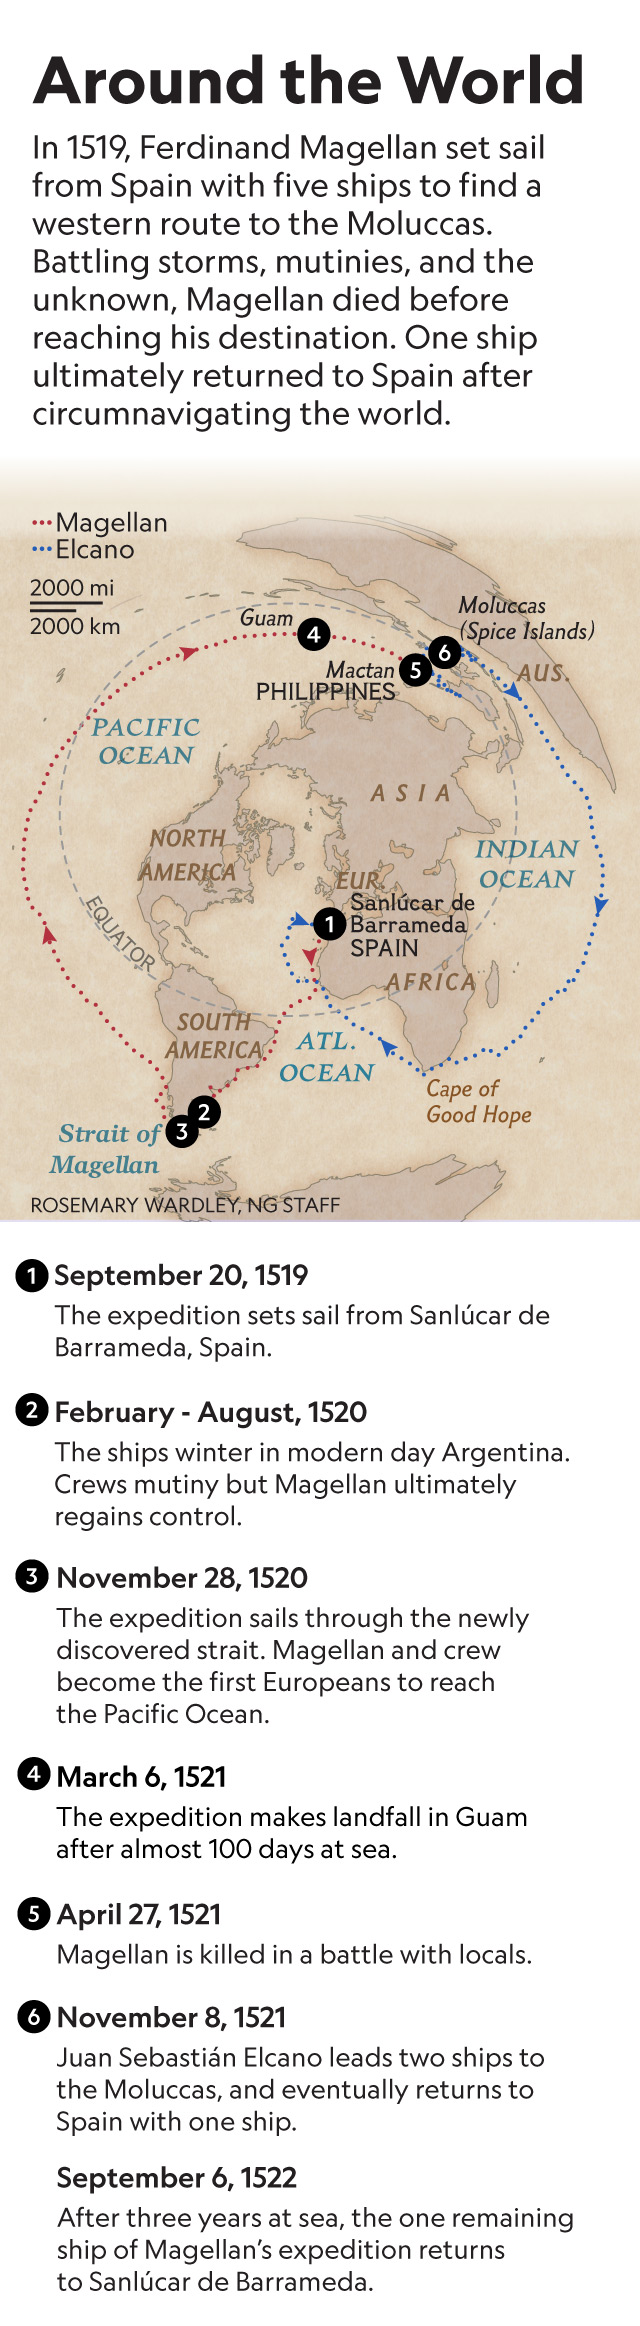 Around the World
In 1519, Ferdinand Magellan set sail
from Spain with five ships to find a
western route to the Moluccas.
Battling storms, mutinies, and the
unknown, Magellan died before
reaching his destination. One ship
ultimately returned to Spain after
circumnavigating the world.
Magellan
Elcano
2000 mi
2000 km
Guam
4
Moluccas
(Spice Islands)
6
Mactan
5
PHILIPPINES
AUS.
PACIFIC
OCEAN
ASIA
NORTH
AMERICA
INDIAN
OCEAN
EUR.
1
Sanlúcar de
Barrameda
SPAIN
EQUATOR
AFRICA
SOUTH
AMERICA
ATL.
OCEAN
Cape of
Good Hope
2
3
Strait of
Magellan
ROSEMARY WARDLEY, NG STAFF
1 September 20, 1519
The expedition sets sail from Sanlúcar de
Barrameda, Spain.
2 February - August, 1520
The ships winter in modern day Argentina.
Crews mutiny but Magellan ultimately
regains control.
3 November 28, 1520
The expedition sails through the newly
discovered strait. Magellan and crew
become the first Europeans to reach
the Pacific Ocean.
4 March 6, 1521
The expedition makes landfall in Guam
after almost 100 days at sea.
5 April 27, 1521
Magellan is killed in a battle with locals.
6 November 8, 1521
Juan Sebastián Elcano leads two ships to
the Moluccas, and eventually returns to
Spain with one ship.
September 6, 1522
After three years at sea, the one remaining
ship of Magellan's expedition returns
to Sanlúcar de Barrameda.